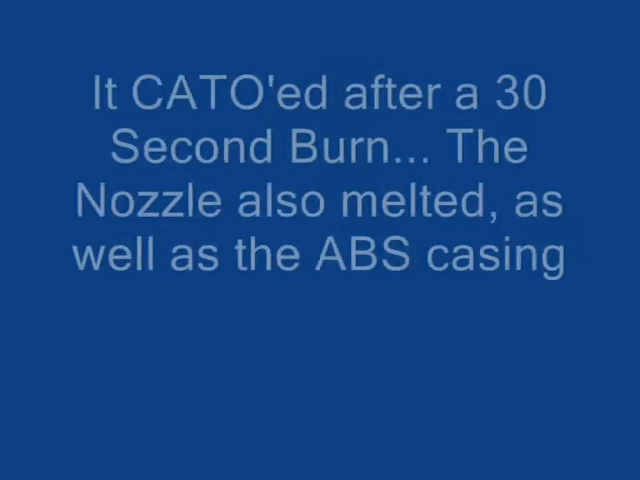 It CATO'ed after a 30
Second Burn... The
Nozzle also melted, as
well as the ABS casing